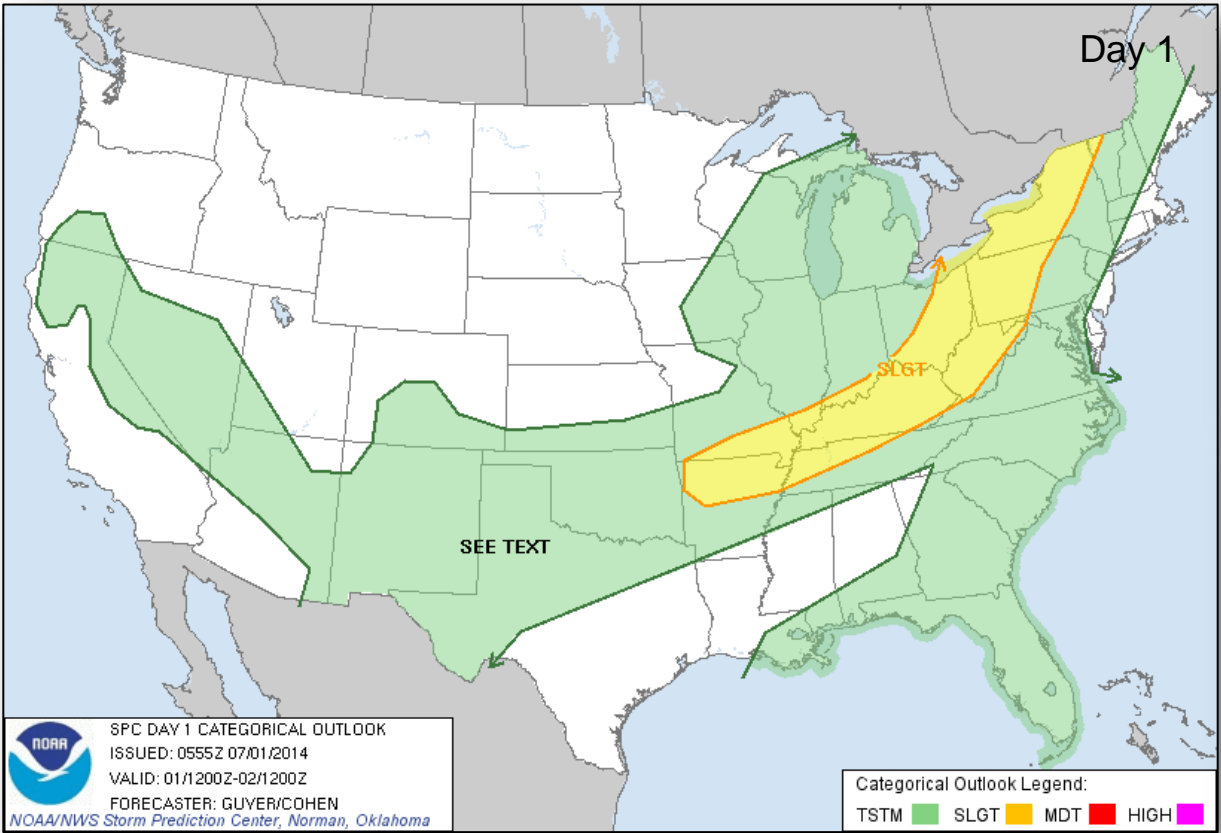 Day 1
SLGT
SEE TEXT
NOAA
SPC DAY 1 CATEGORICAL OUTLOOK
ISSUED: 0555Z 07/01/2014
VALID: 01/1200Z-02/1200Z
FORECASTER: GUYER/COHEN
NOAA/NWS Storm Prediction Center, Norman, Oklahoma
Categorical Outlook Legend:
TSTM SLGT MDT HIGH